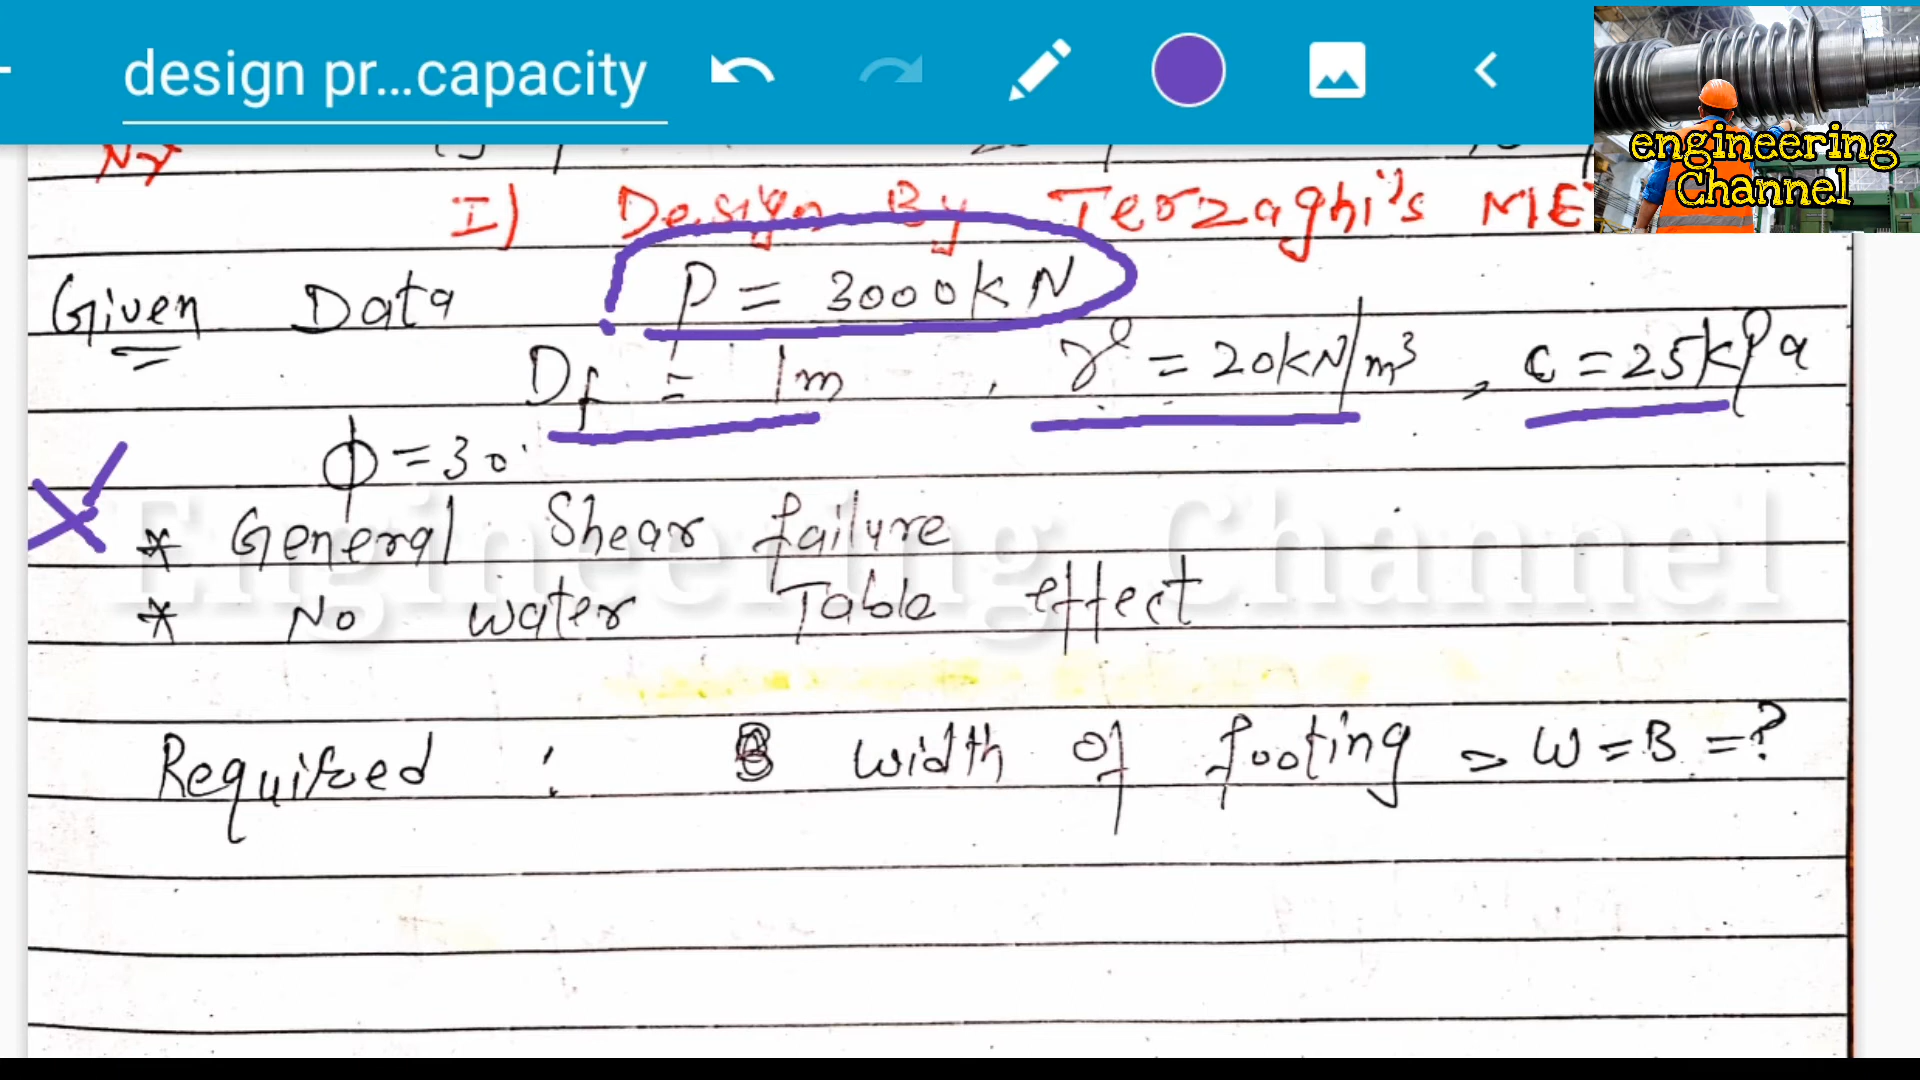 design pr...capacity
engineering
Channel
Nγ
I) Design By Terzaghi's ME
Given Data P = 3000kN
Df = 1m , γ = 20kN/m³ , c = 25kPa
ϕ = 30°
* General Shear failure
* No water Table effect
Engineering Channel
Required : B width of footing = W = B = ?